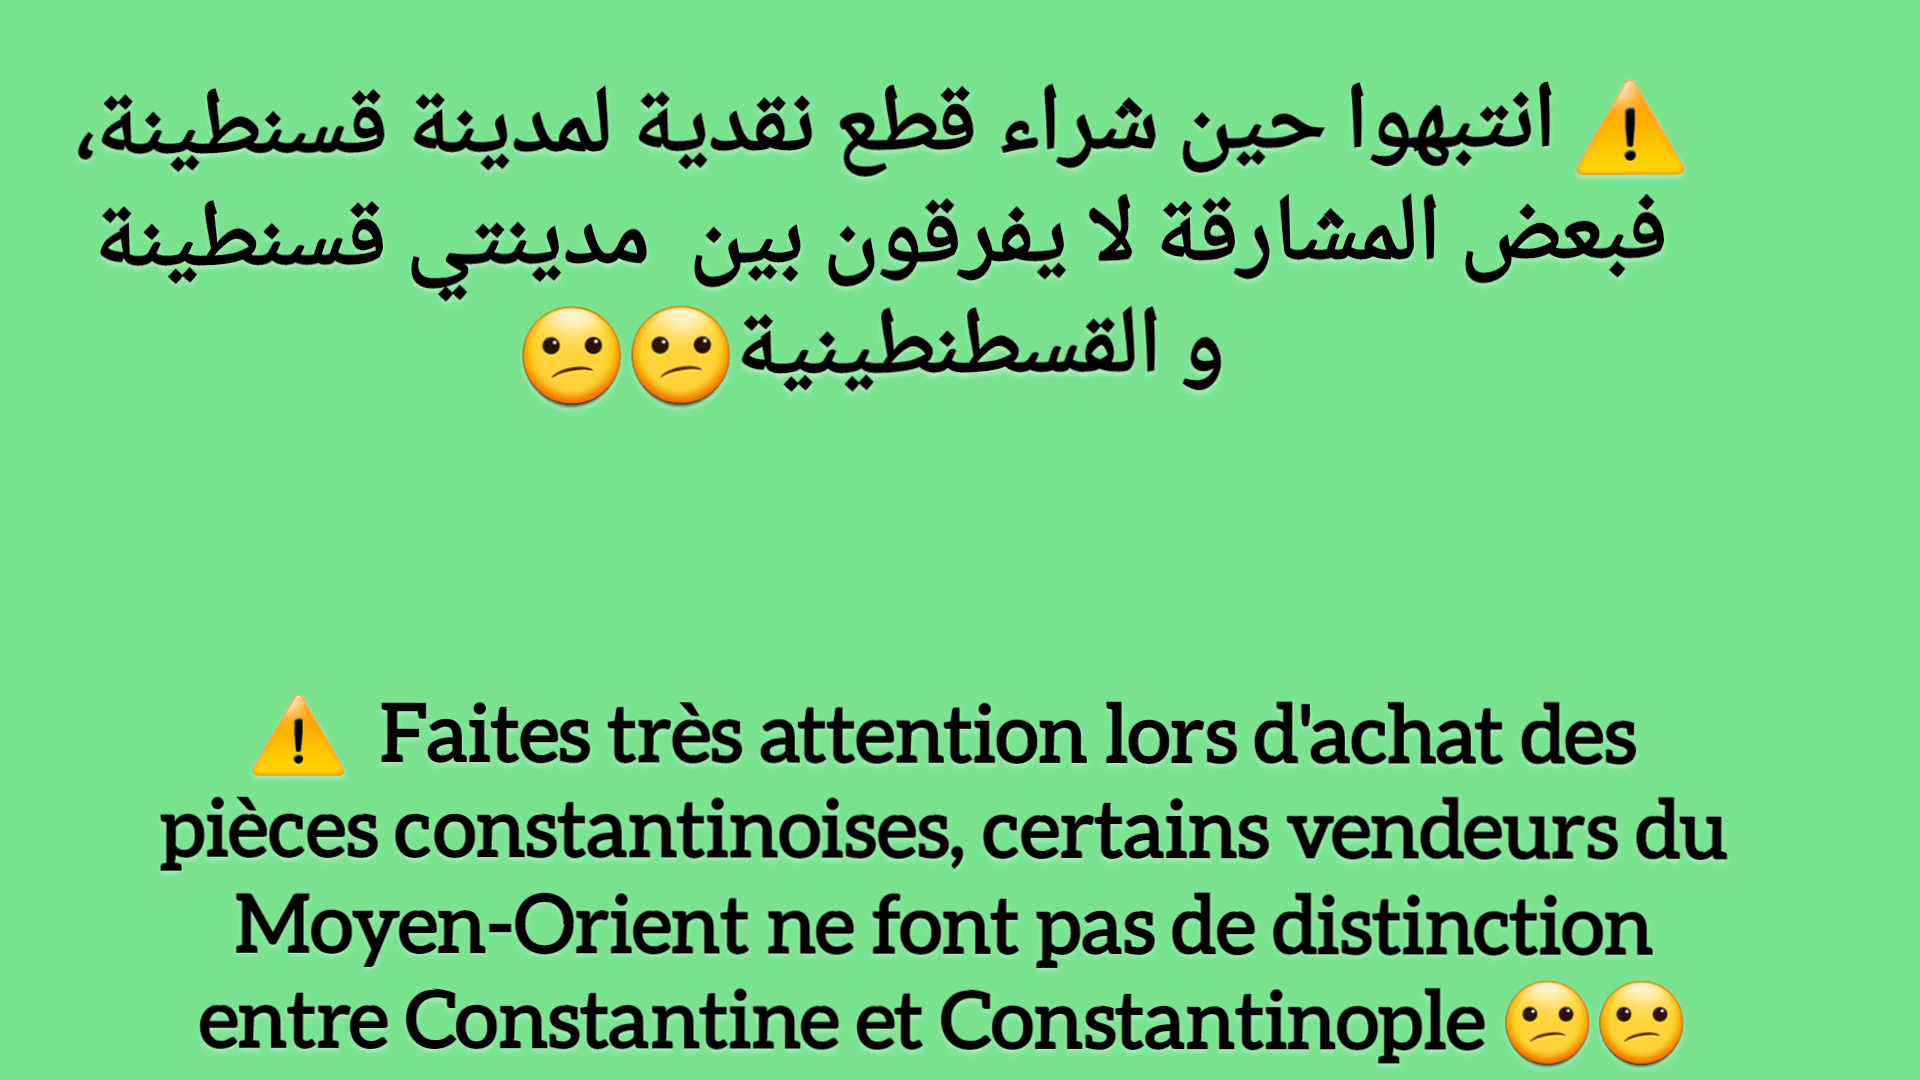 ⚠️ انتبهوا حين شراء قطع نقدية لمدينة قسنطينة،
فبعض المشارقة لا يفرقون بين مدينتي قسنطينة
و القسطنطينية😕😕
⚠️ Faites très attention lors d'achat des
pièces constantinoises, certains vendeurs du
Moyen-Orient ne font pas de distinction
entre Constantine et Constantinople 😕😕